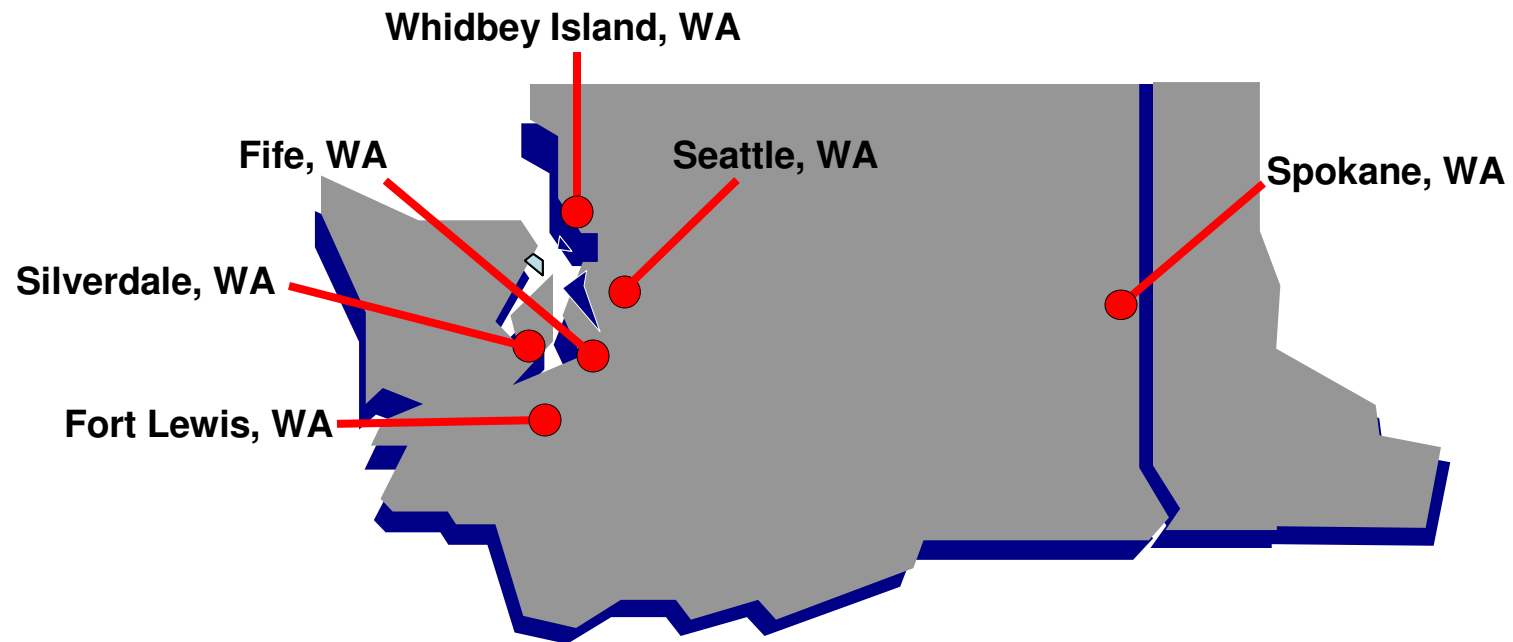 Whidbey Island, WA
Fife, WA
Seattle, WA
Spokane, WA
Silverdale, WA
Fort Lewis, WA